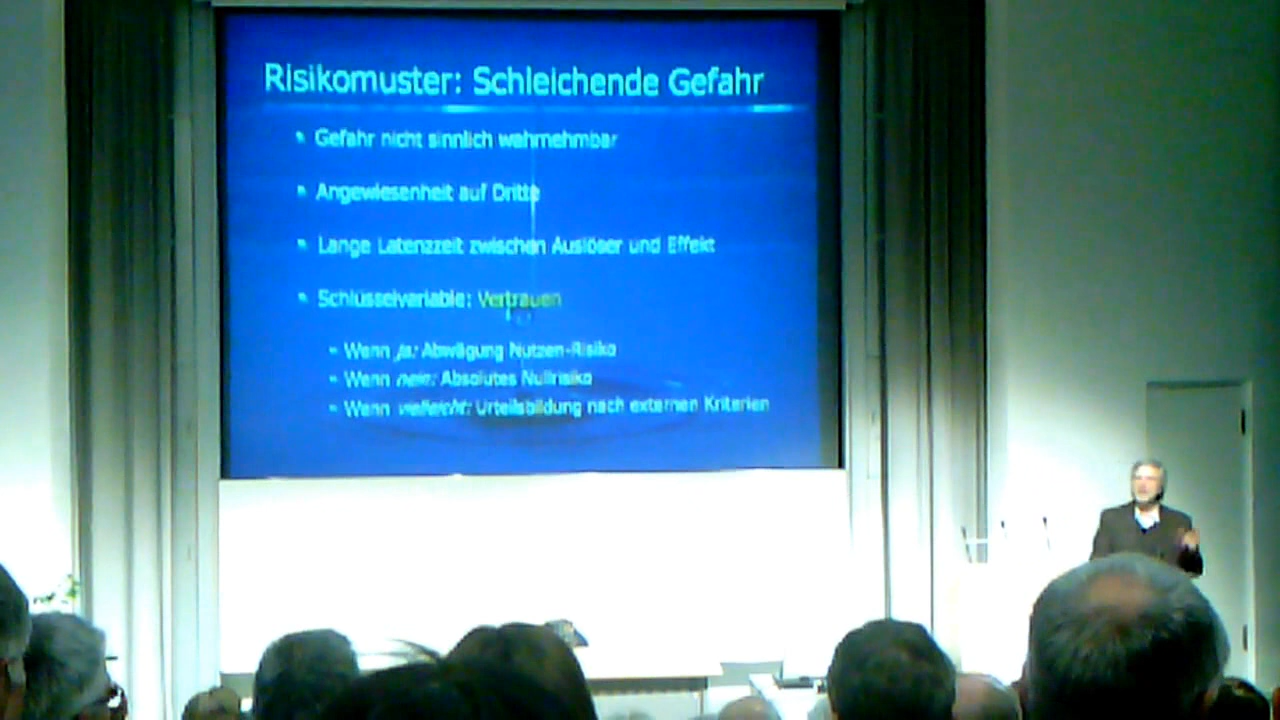 Risikomuster: Schleichende Gefahr
Gefahr nicht sinnlich wahrnehmbar
Angewiesenheit auf Dritte
Lange Latenzzeit zwischen Auslöser und Effekt
Schlüsselvariable: Vertrauen
- Wenn ja: Abwägung Nutzen-Risiko
- Wenn nein: Absolutes Nullrisiko
- Wenn vielleicht: Urteilsbildung nach externen Kriterien